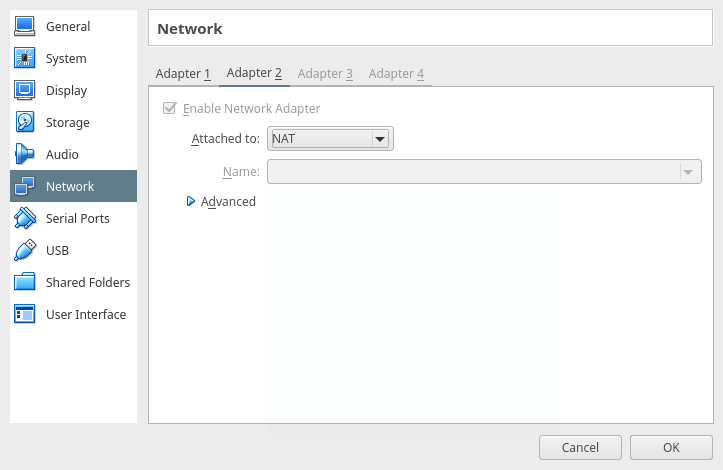 General
System
Display
Storage
Audio
Network
Serial Ports
USB
Shared Folders
User Interface
Network
Adapter 1 Adapter 2 Adapter 3 Adapter 4
Enable Network Adapter
Attached to: NAT
Name:
Advanced
Cancel OK